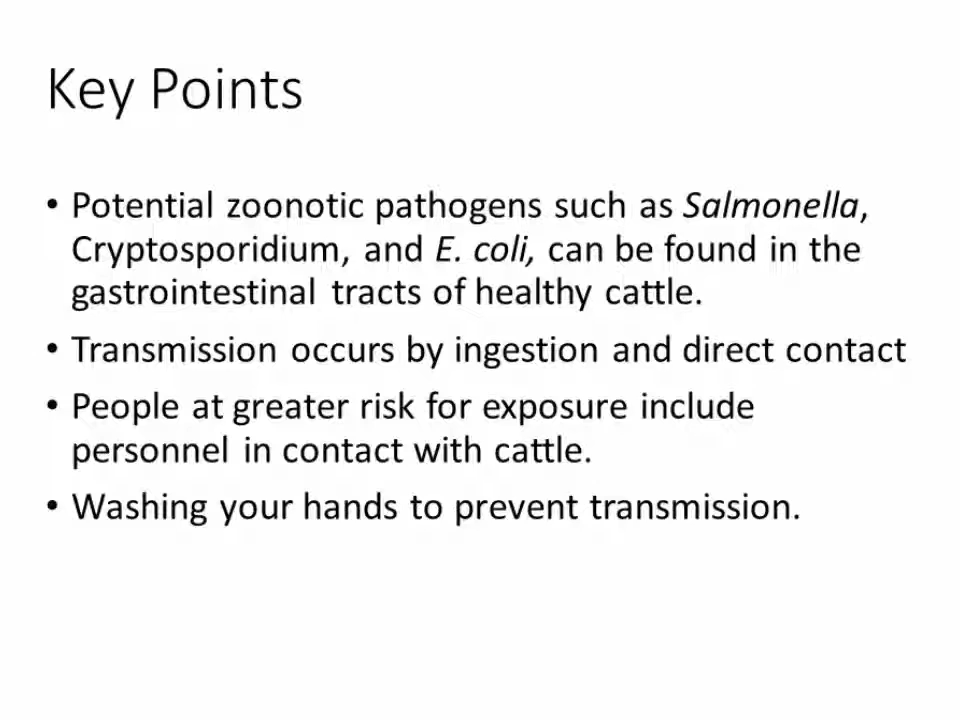 Key Points
• Potential zoonotic pathogens such as Salmonella,
Cryptosporidium, and E. coli, can be found in the
gastrointestinal tracts of healthy cattle.
• Transmission occurs by ingestion and direct contact
• People at greater risk for exposure include
personnel in contact with cattle.
• Washing your hands to prevent transmission.